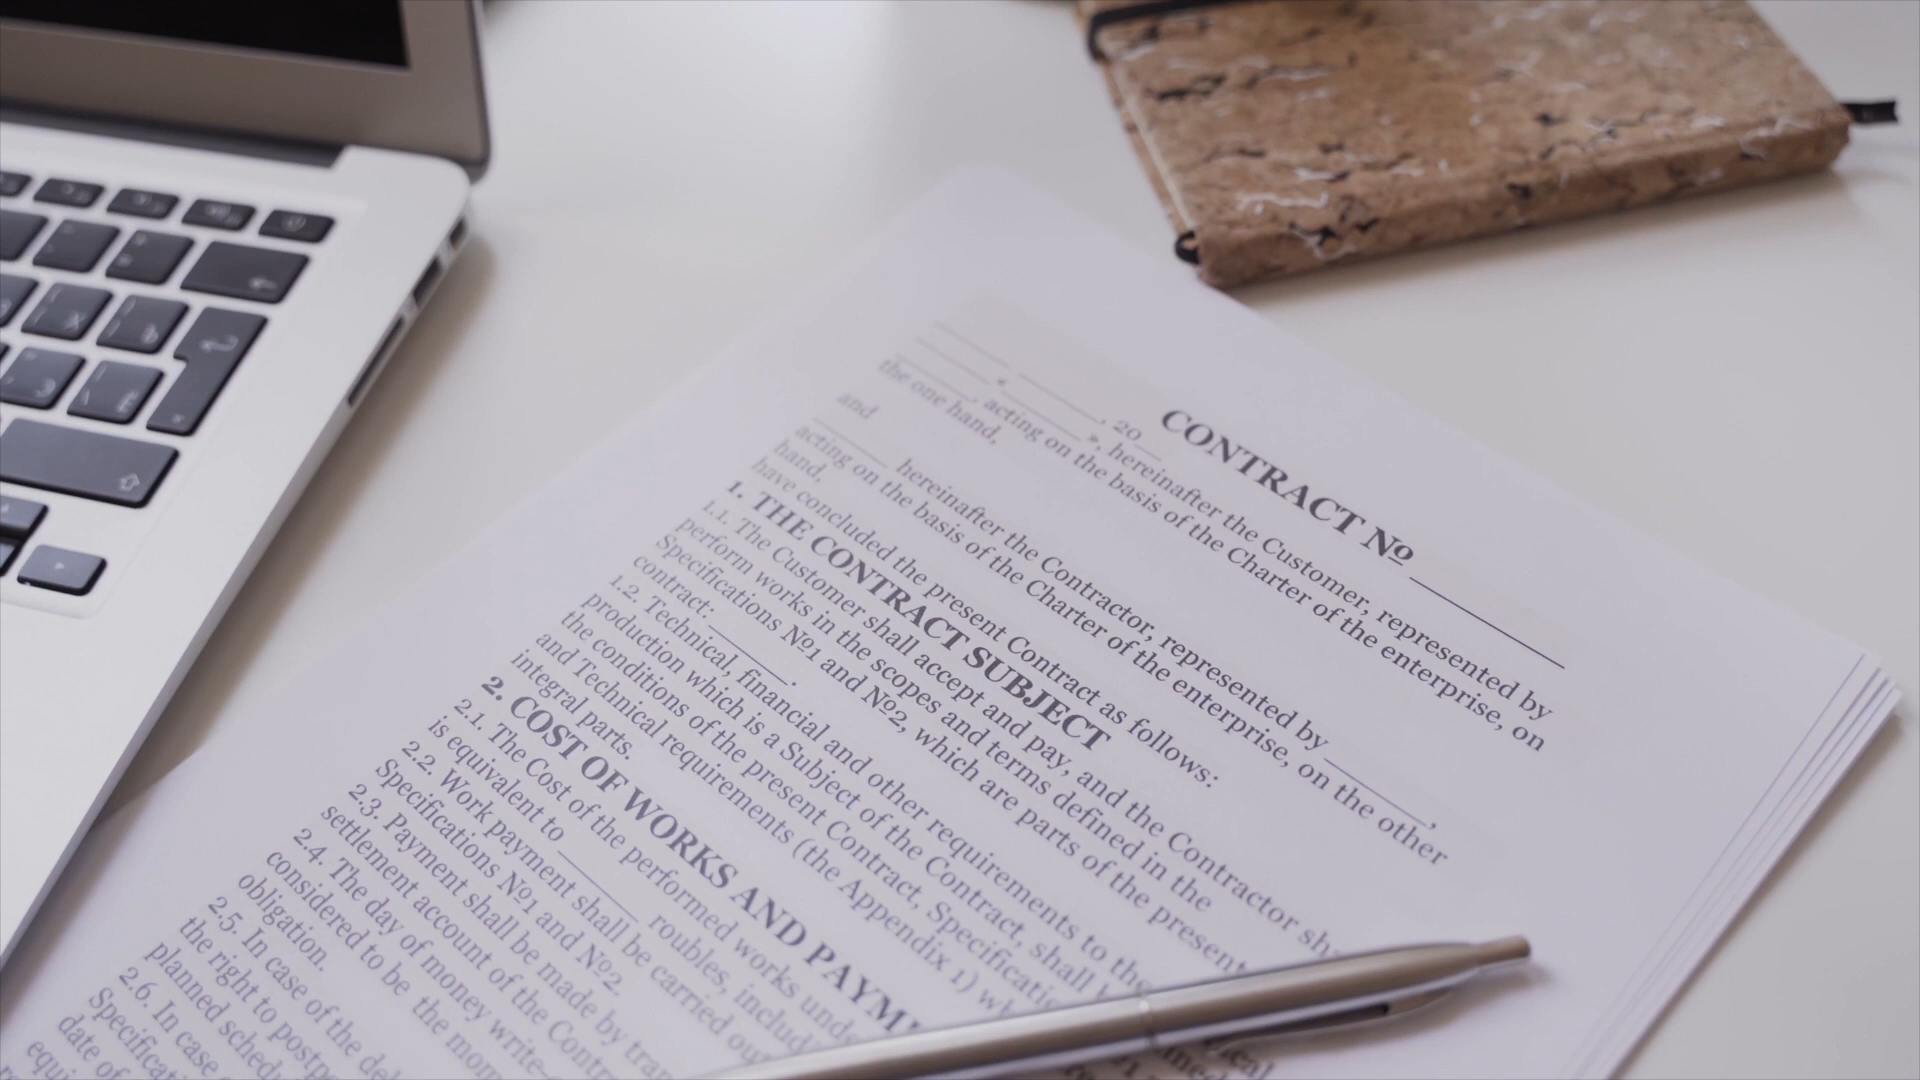 CONTRACT №
« », 20
hereinafter the Customer, represented by
, acting on the basis of the Charter of the enterprise, on
the one hand,
and
hereinafter the Contractor, represented by ,
acting on the basis of the Charter of the enterprise, on the other
hand,
have concluded the present Contract as follows:
1. THE CONTRACT SUBJECT
1.1. The Customer shall accept and pay, and the Contractor sha
perform works in the scopes and terms defined in the
Specifications №1 and №2, which are parts of the present
contract: .
1.2. Technical, financial and other requirements to the
production which is a Subject of the Contract, shall
the conditions of the present Contract, Specificatio
and Technical requirements (the Appendix 1) wh
integral parts.
2. COST OF WORKS AND PAYM
2.1. The Cost of the performed works unde
is equivalent to roubles, includ
2.2. Work payment shall be carried ou
Specifications №1 and №2.
2.3. Payment shall be made by tran
settlement account of the Contr
2.4. The day of money write-
considered to be the mom
obligation.
2.5. In case of the de
the right to postp
planned sched
2.6. In case
Specificat
date of
equi